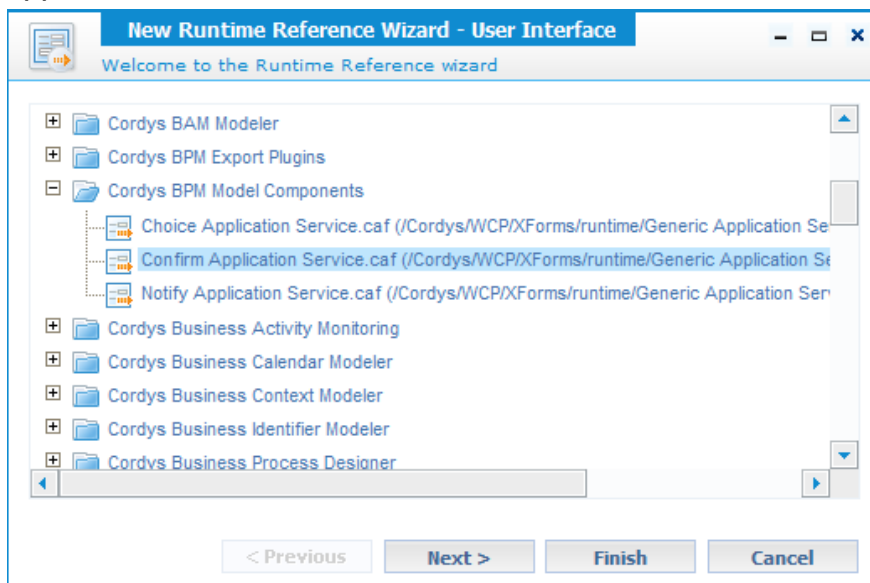 New Runtime Reference Wizard - User Interface
Welcome to the Runtime Reference wizard
Cordys BAM Modeler
Cordys BPM Export Plugins
Cordys BPM Model Components
Choice Application Service.caf (/Cordys/WCP/XForms/runtime/Generic Application Se
Confirm Application Service.caf (/Cordys/WCP/XForms/runtime/Generic Application Se
Notify Application Service.caf (/Cordys/WCP/XForms/runtime/Generic Application Serv
Cordys Business Activity Monitoring
Cordys Business Calendar Modeler
Cordys Business Context Modeler
Cordys Business Identifier Modeler
Cordys Business Process Designer
< Previous Next > Finish Cancel